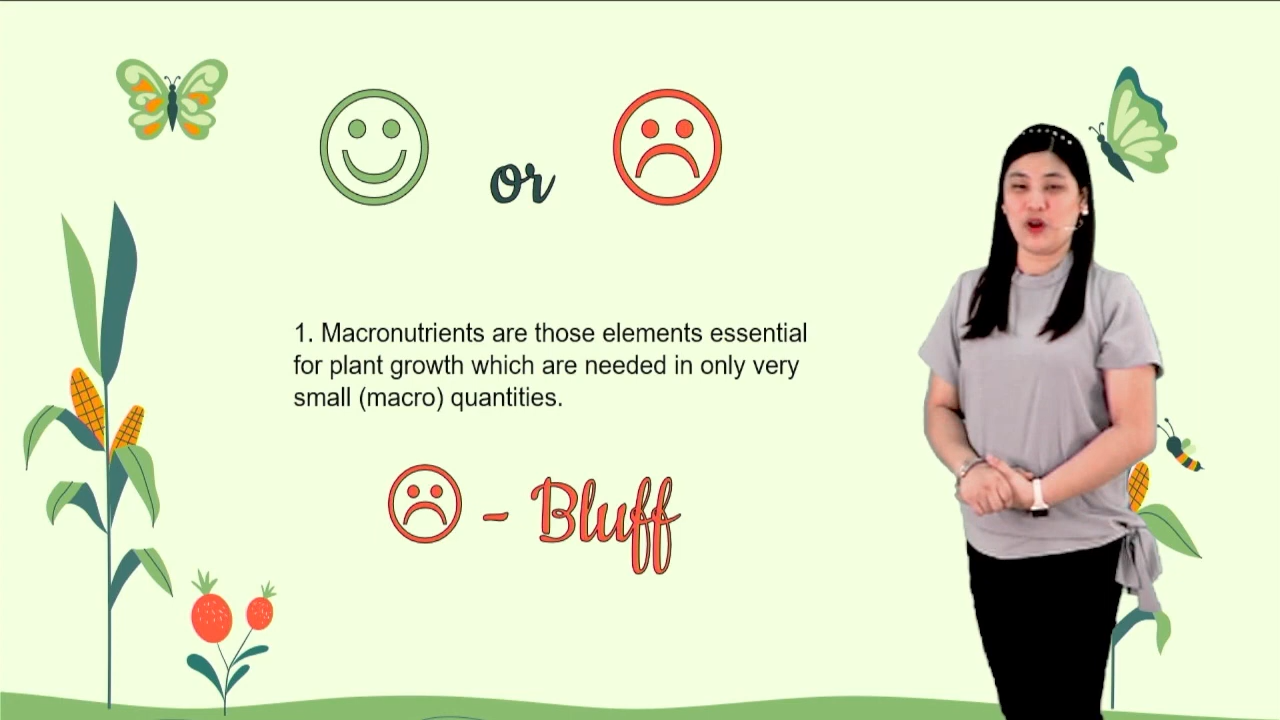 or
1. Macronutrients are those elements essential
for plant growth which are needed in only very
small (macro) quantities.
- Bluff